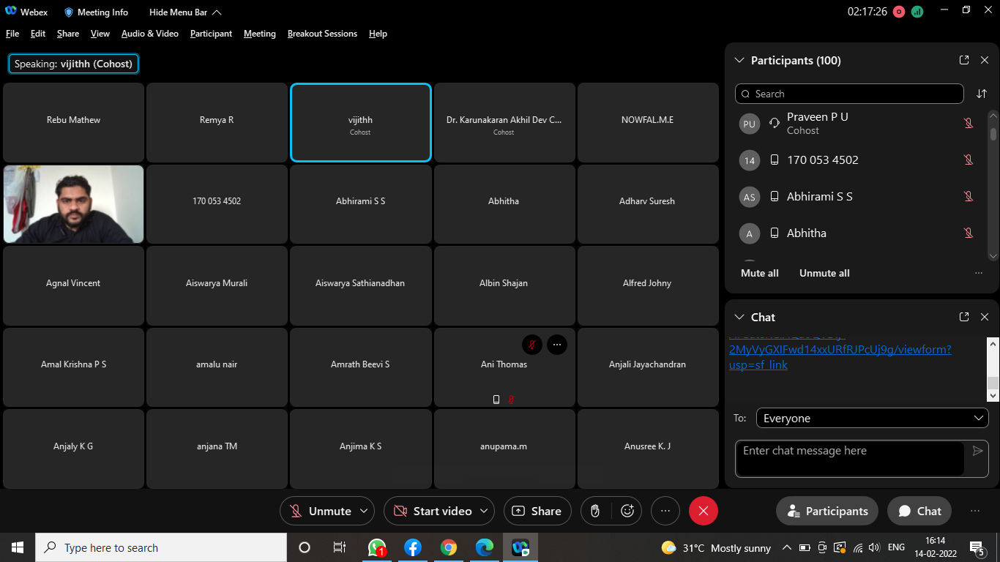 Webex
Meeting Info
Hide Menu Bar
02:17:26
File Edit Share View Audio & Video Participant Meeting Breakout Sessions Help
Speaking: vijithh (Cohost)
Rebu Mathew
Remya R
vijithh
Cohost
Dr. Karunakaran Akhil Dev C...
Cohost
NOWFAL.M.E
170 053 4502
Abhirami S S
Abhitha
Adharv Suresh
Agnal Vincent
Aiswarya Murali
Aiswarya Sathianadhan
Albin Shajan
Alfred Johny
Amal Krishna P S
amalu nair
Amrath Beevi S
Ani Thomas
Anjali Jayachandran
Anjaly K G
anjana TM
Anjima K S
anupama.m
Anusree K. J
Participants (100)
Search
PU
Praveen P U
Cohost
14
170 053 4502
AS
Abhirami S S
A
Abhitha
Mute all
Unmute all
Chat
2MyVyGXIFwd14xxURfRJPcUj9g/viewform?
usp=sf_link
To:
Everyone
Enter chat message here
Unmute
Start video
Share
Participants
Chat
Type here to search
1
31°C Mostly sunny
ENG
16:14
14-02-2022
5